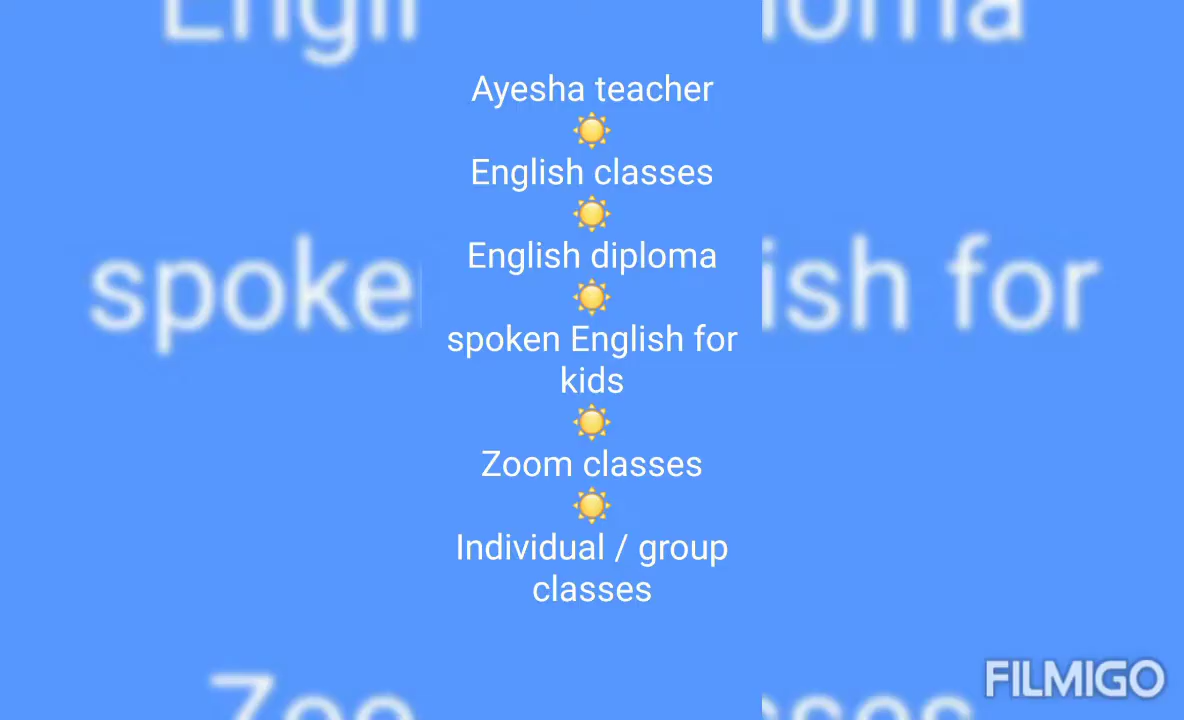 Ayesha teacher
☀️
English classes
☀️
English diploma
☀️
spoken English for
kids
☀️
Zoom classes
☀️
Individual / group
classes
FILMIGO